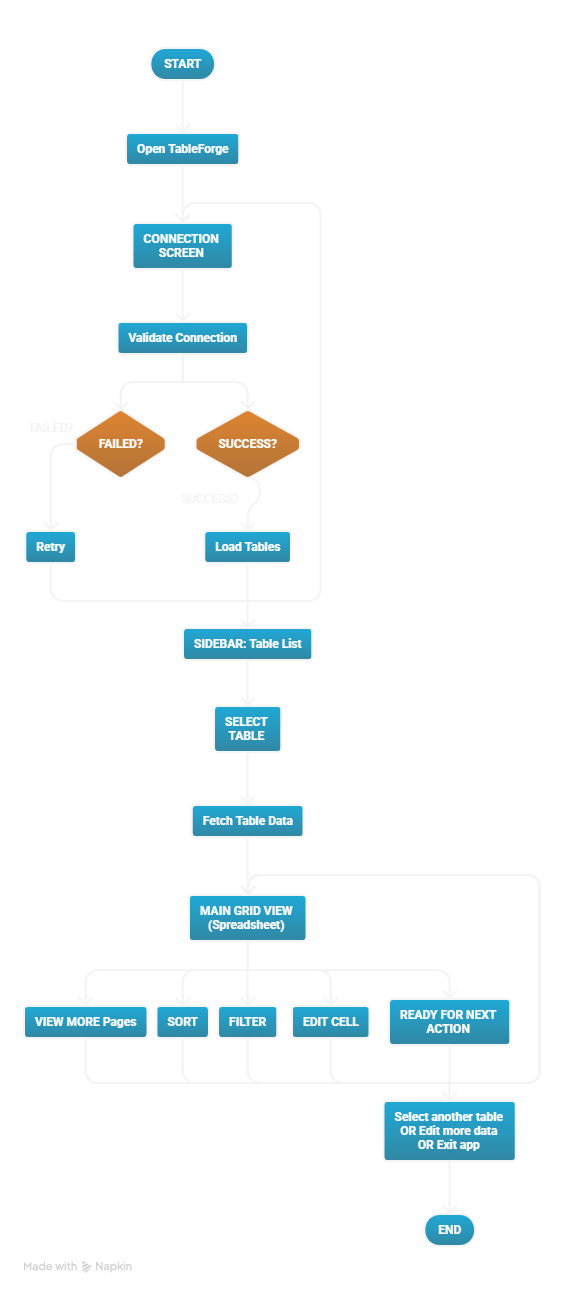 START
Open TableForge
CONNECTION
SCREEN
Validate Connection
FAILED?
FAILED?
SUCCESS?
SUCCESS?
Retry
Load Tables
SIDEBAR: Table List
SELECT
TABLE
Fetch Table Data
MAIN GRID VIEW
(Spreadsheet)
VIEW MORE Pages
SORT
FILTER
EDIT CELL
READY FOR NEXT
ACTION
Select another table
OR Edit more data
OR Exit app
END
Made with Napkin